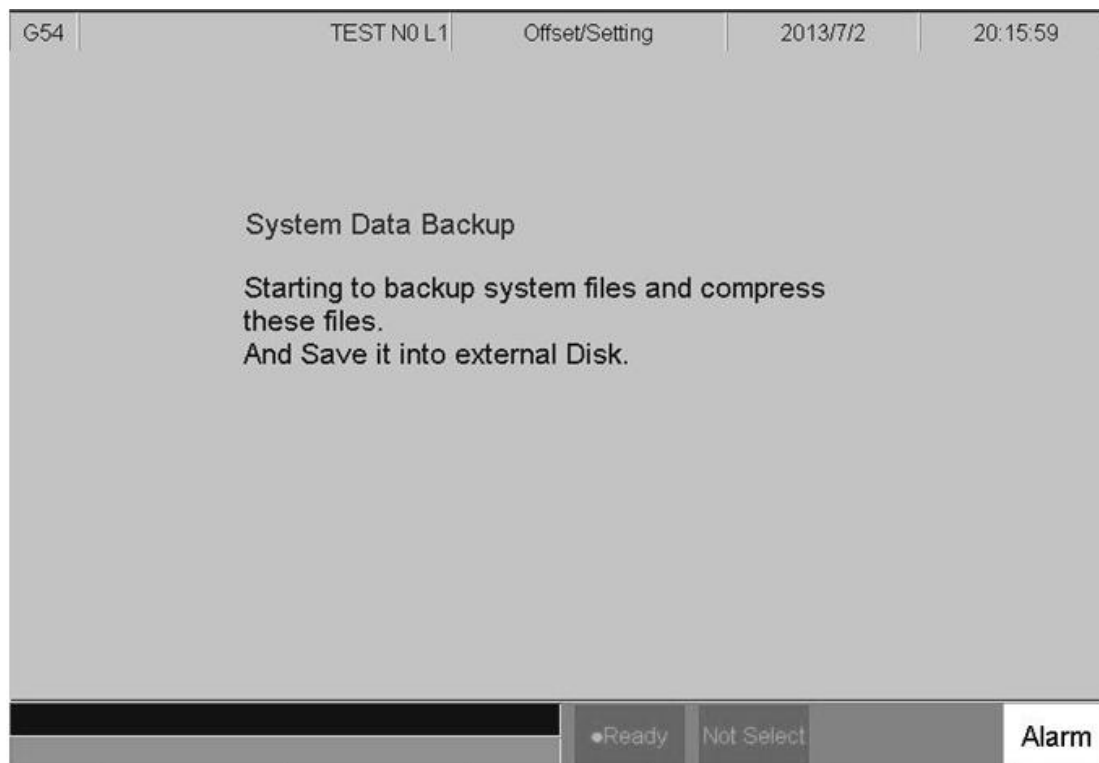 G54 TEST N0 L1 Offset/Setting 2013/7/2 20:15:59
System Data Backup
Starting to backup system files and compress
these files.
And Save it into external Disk.
●Ready Not Select Alarm